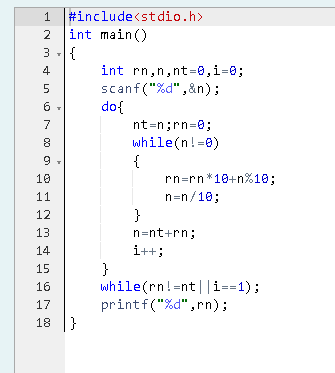 1 #include<stdio.h>
2 int main()
3 {
4 int rn,n,nt=0,i=0;
5 scanf("%d",&n);
6 do{
7 nt=n;rn=0;
8 while(n!=0)
9 {
10 rn=rn*10+n%10;
11 n=n/10;
12 }
13 n=nt+rn;
14 i++;
15 }
16 while(rn!=nt||i==1);
17 printf("%d",rn);
18 }